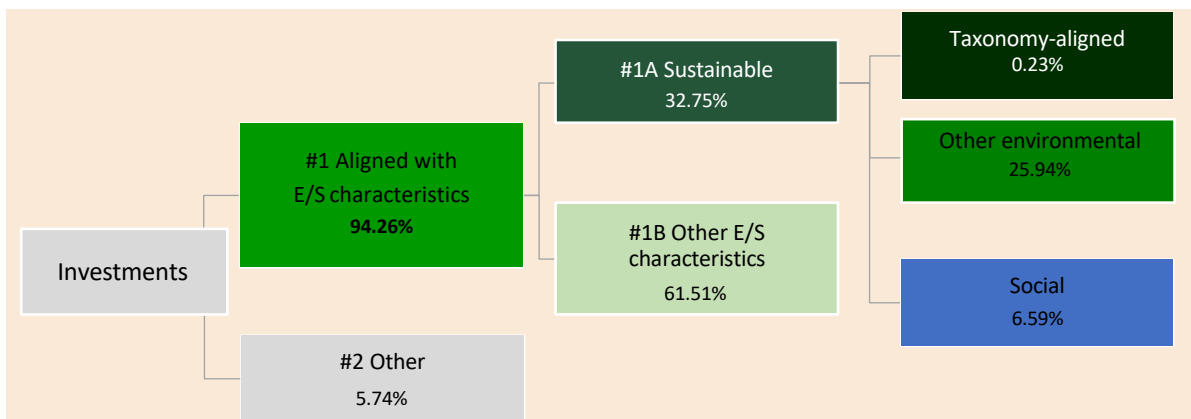 Investments
#1 Aligned with
E/S characteristics
94.26%
#2 Other
5.74%
#1A Sustainable
32.75%
#1B Other E/S
characteristics
61.51%
Taxonomy-aligned
0.23%
Other environmental
25.94%
Social
6.59%